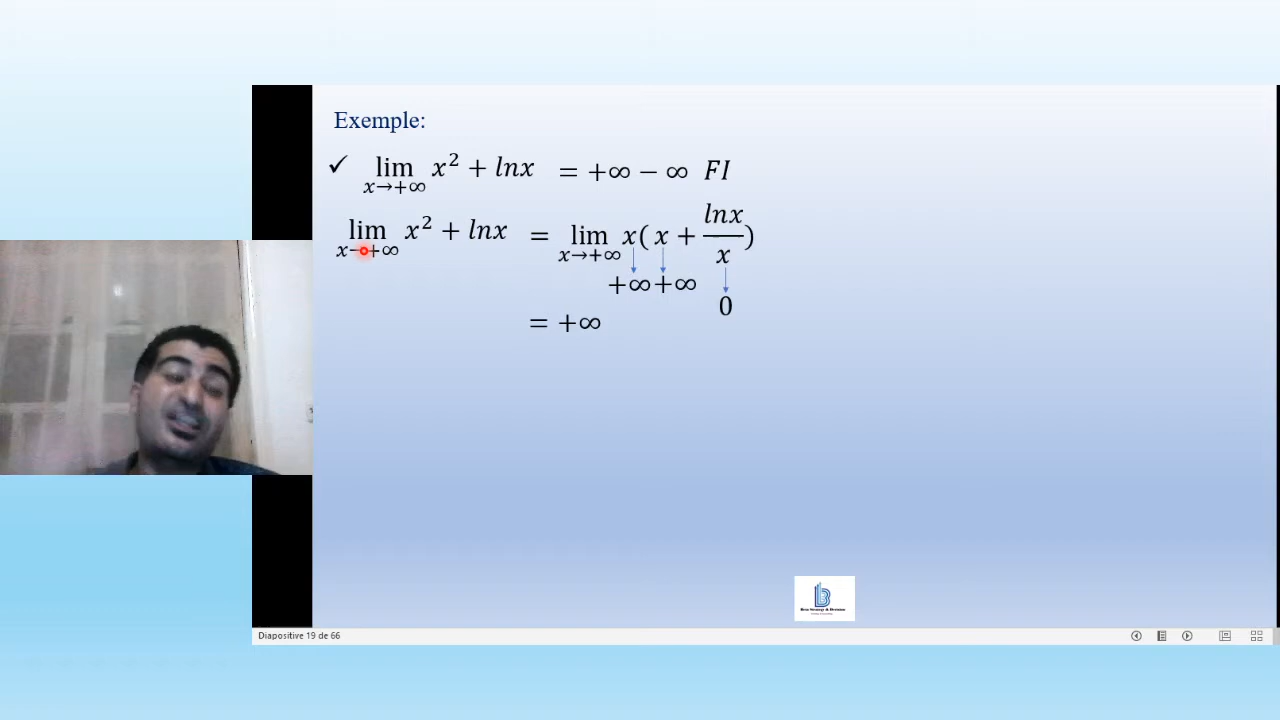 Exemple:
✓ lim x→+∞ x² + lnx = +∞ − ∞ FI
lim x→+∞ x² + lnx = lim x→+∞ x( x + lnx/x )
+∞ +∞ 0
= +∞
Diapositive 19 de 66